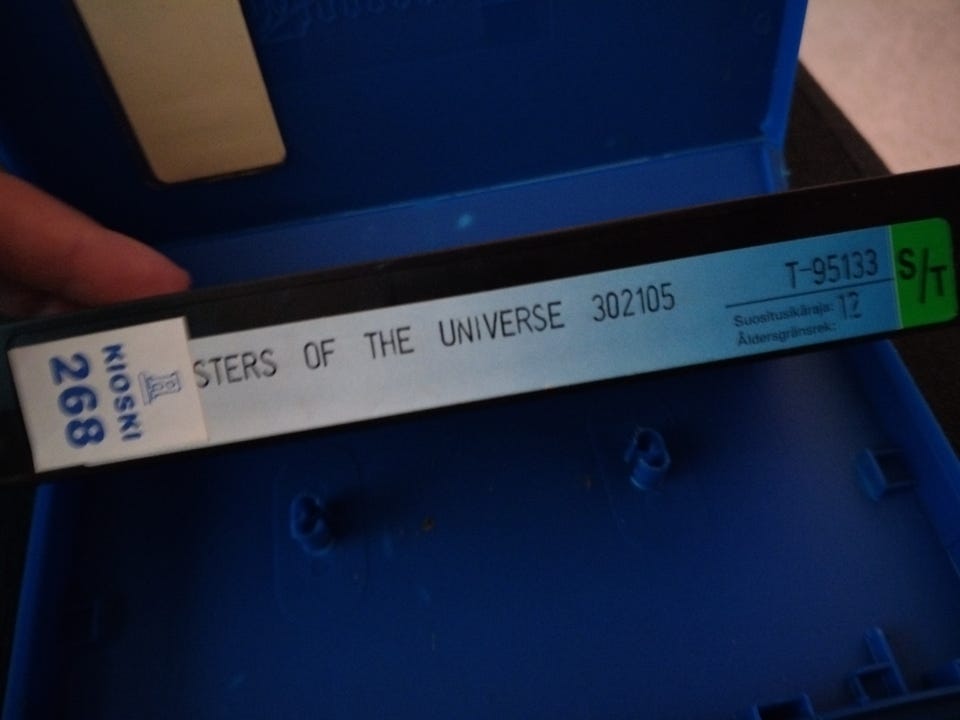 KIOSKI
268
STERS OF THE UNIVERSE 302105
T-95133
Suositusikäraja: 12
Åldersgränsrek:
S/T